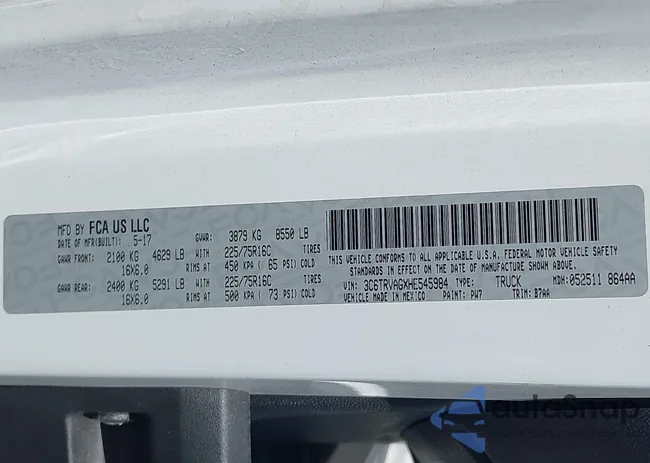 MFD BY FCA US LLC
DATE OF MFR(BUILT): 5-17 GVWR: 3879 KG 8550 LB
GAWR FRONT: 2100 KG 4629 LB 225/75R16C TIRES
16X6.0 RIMS AT 450 KPA ( 65 PSI) COLD
GAWR REAR: 2400 KG 5291 LB 225/75R16C TIRES
16X6.0 RIMS AT 500 KPA ( 73 PSI) COLD
THIS VEHICLE CONFORMS TO ALL APPLICABLE U.S.A. FEDERAL MOTOR VEHICLE SAFETY
STANDARDS IN EFFECT ON THE DATE OF MANUFACTURE SHOWN ABOVE.
VIN: 3C6TRVAGXHE545984 TYPE: TRUCK MDH: 052511 864AA
VEHICLE MADE IN MEXICO PAINT: PW7 TRIM: B7AA
autoSnap